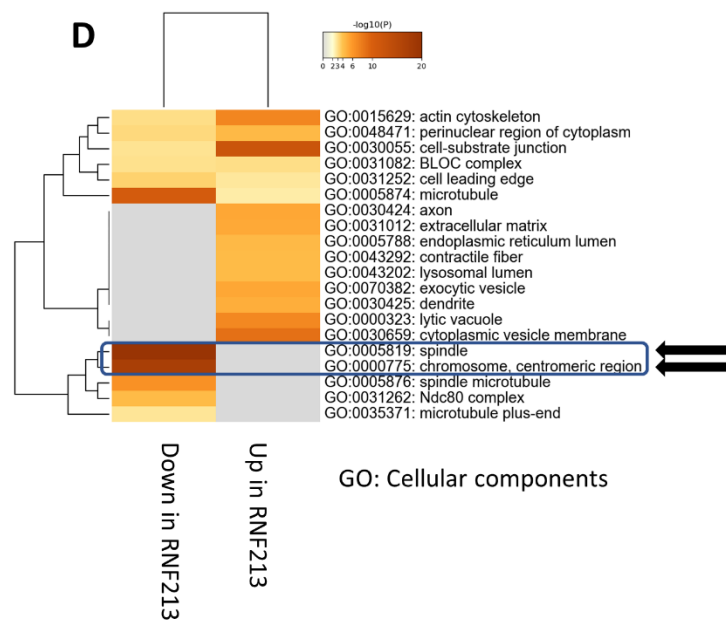 D
-log10(P)
0 2 3 4 6 10 20
GO:0015629: actin cytoskeleton
GO:0048471: perinuclear region of cytoplasm
GO:0030055: cell-substrate junction
GO:0031082: BLOC complex
GO:0031252: cell leading edge
GO:0005874: microtubule
GO:0030424: axon
GO:0031012: extracellular matrix
GO:0005788: endoplasmic reticulum lumen
GO:0043292: contractile fiber
GO:0043202: lysosomal lumen
GO:0070382: exocytic vesicle
GO:0030425: dendrite
GO:0000323: lytic vacuole
GO:0030659: cytoplasmic vesicle membrane
GO:0005819: spindle
GO:0000775: chromosome, centromeric region
GO:0005876: spindle microtubule
GO:0031262: Ndc80 complex
GO:0035371: microtubule plus-end
Down in RNF213
Up in RNF213
GO: Cellular components